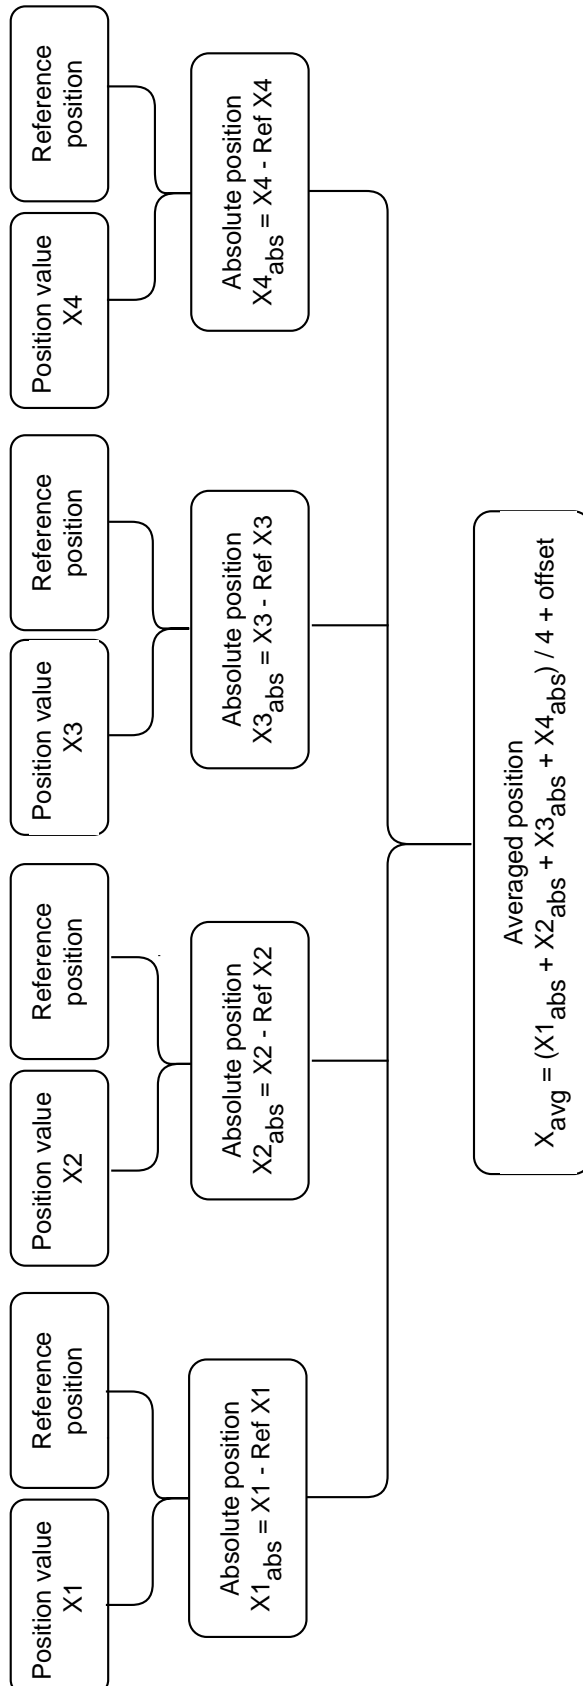 Position value
X1
Reference
position
Position value
X2
Reference
position
Position value
X3
Reference
position
Position value
X4
Reference
position
Absolute position
X1abs = X1 - Ref X1
Absolute position
X2abs = X2 - Ref X2
Absolute position
X3abs = X3 - Ref X3
Absolute position
X4abs = X4 - Ref X4
Averaged position
Xavg = (X1abs + X2abs + X3abs + X4abs) / 4 + offset